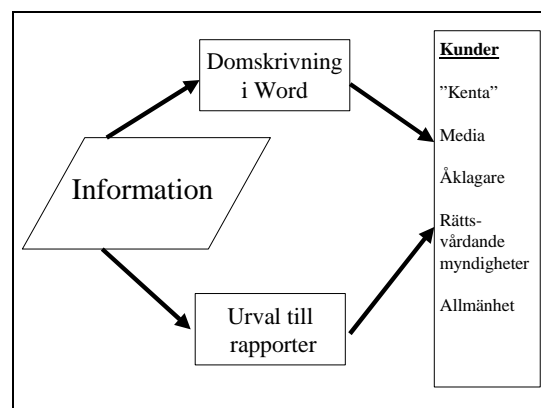 Domskrivning
i Word
Information
Urval till
rapporter
Kunder
”Kenta”
Media
Åklagare
Rätts-
vårdande
myndigheter
Allmänhet